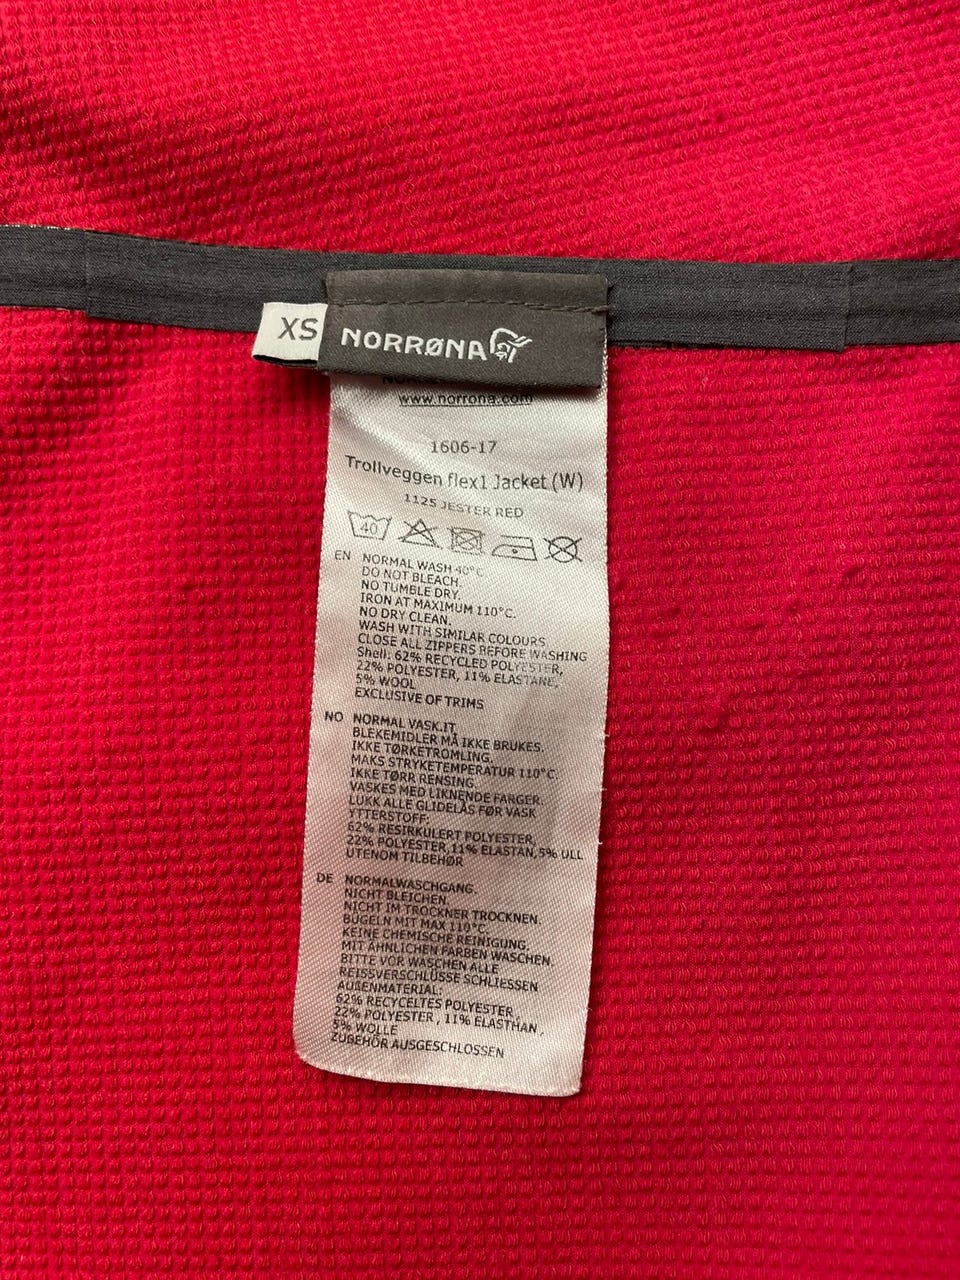 XS
NORRØNA
www.norrona.com
1606-17
Trollveggen flex1 Jacket (W)
1125 JESTER RED
40
EN NORMAL WASH 40°C
DO NOT BLEACH.
NO TUMBLE DRY.
IRON AT MAXIMUM 110°C.
NO DRY CLEAN.
WASH WITH SIMILAR COLOURS
CLOSE ALL ZIPPERS BEFORE WASHING
Shell: 62% RECYCLED POLYESTER,
22% POLYESTER, 11% ELASTANE,
5% WOOL
EXCLUSIVE OF TRIMS
NO NORMAL VASK.IT,
BLEKEMIDLER MÅ IKKE BRUKES.
IKKE TØRKETROMLING.
MAKS STRYKETEMPERATUR 110°C.
IKKE TØRR RENSING.
VASKES MED LIKNENDE FARGER.
LUKK ALLE GLIDELÅS FØR VASK
YTTERSTOFF:
62% RESIRKULERT POLYESTER,
22% POLYESTER,11% ELASTAN,5% ULL
UTENOM TILBEHØR
DE NORMALWASCHGANG.
NICHT BLEICHEN.
NICHT IM TROCKNER TROCKNEN.
BÜGELN MIT MAX 110°C.
KEINE CHEMISCHE REINIGUNG.
MIT ÄHNLICHEN FARBEN WASCHEN.
BITTE VOR WASCHEN ALLE
REISSVERSCHLÜSSE SCHLIESSEN
AUßENMATERIAL:
62% RECYCELTES POLYESTER,
22% POLYESTER , 11% ELASTHAN ,
5% WOLLE
ZUBEHÖR AUSGESCHLOSSEN